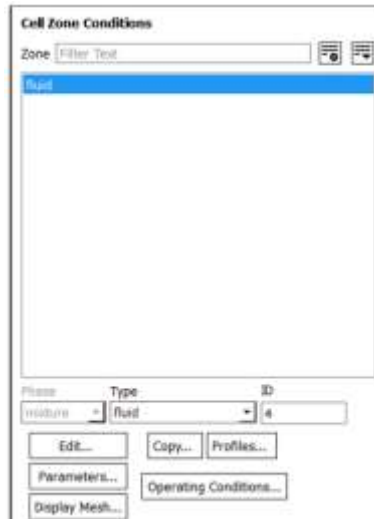 Cell Zone Conditions
Zone Filter Text
fluid
Phase Type ID
mixture fluid 4
Edit... Copy... Profiles...
Parameters... Operating Conditions...
Display Mesh...